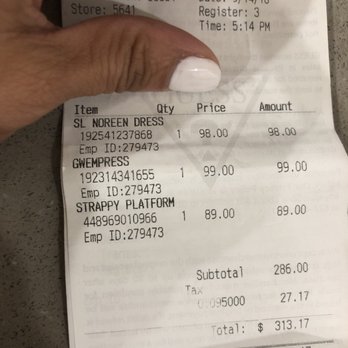 Store: 5641
Register: 3
Time: 5:14 PM
Item Qty Price Amount
SL NOREEN DRESS
192541237868 1 98.00 98.00
Emp ID:279473
GWEMPRESS
192314341655 1 99.00 99.00
Emp ID:279473
STRAPPY PLATFORM
448969010966 1 89.00 89.00
Emp ID:279473
Subtotal 286.00
Tax
0.095000 27.17
Total: $ 313.17